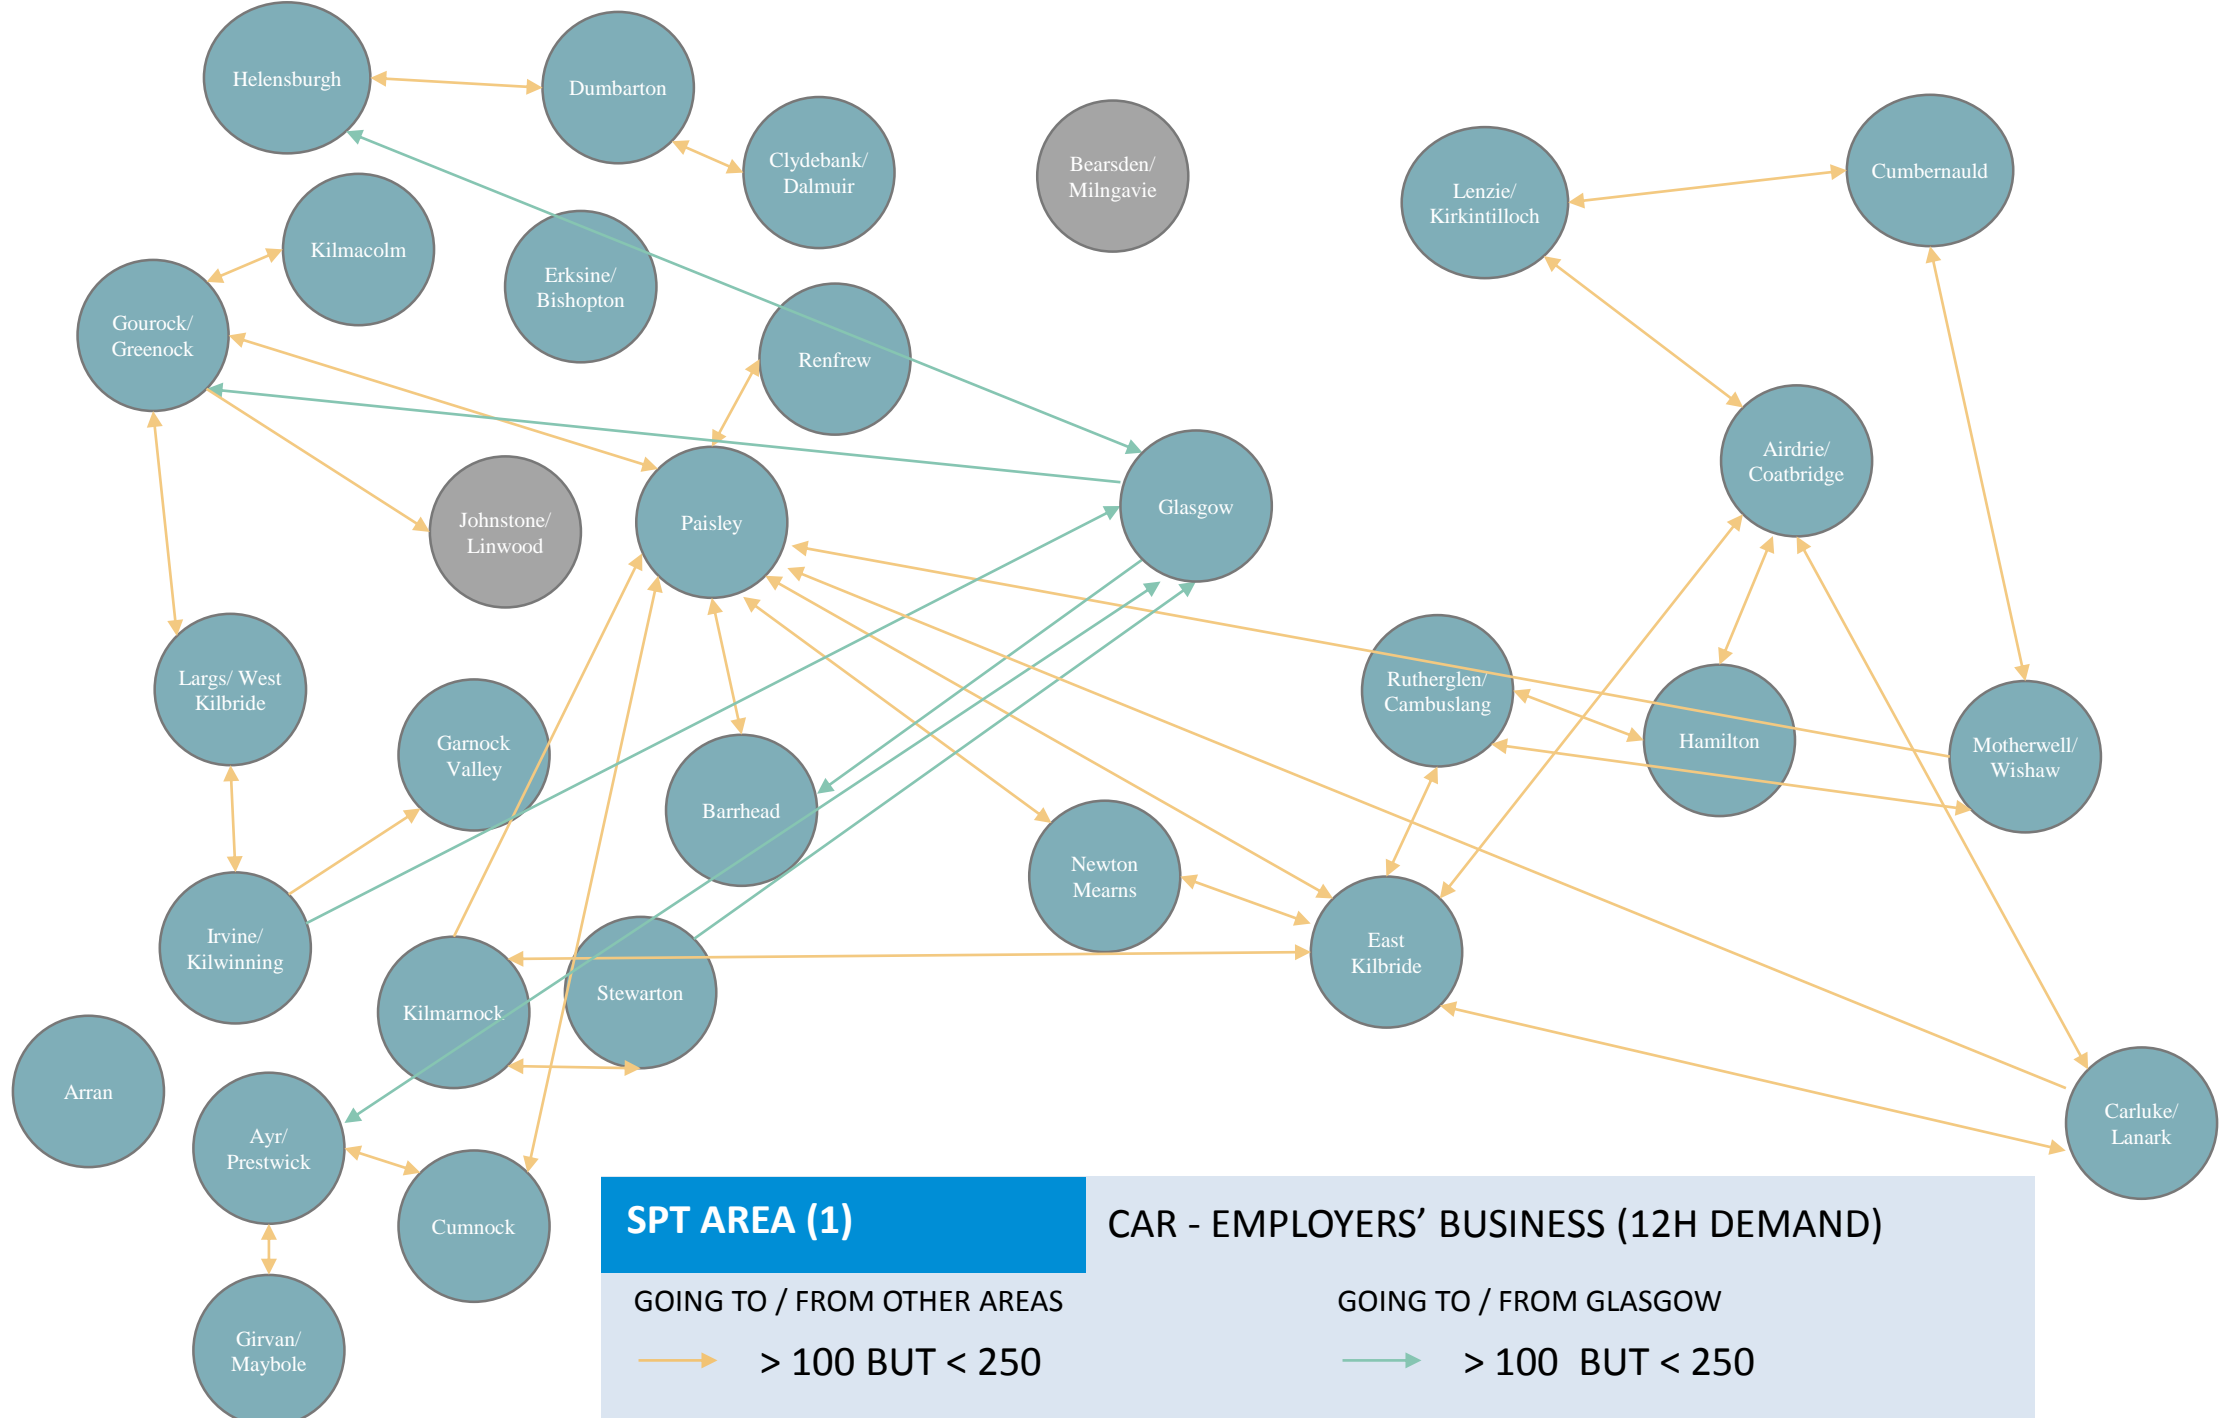 Helensburgh
Dumbarton
Clydebank/
Dalmuir
Bearsden/
Milngavie
Lenzie/
Kirkintilloch
Cumbernauld
Kilmacolm
Erksine/
Bishopton
Gourock/
Greenock
Renfrew
Airdrie/
Coatbridge
Johnstone/
Linwood
Paisley
Glasgow
Largs/ West
Kilbride
Garnock
Valley
Barrhead
Rutherglen/
Cambuslang
Hamilton
Motherwell/
Wishaw
Newton
Mearns
Irvine/
Kilwinning
Kilmarnock
Stewarton
East
Kilbride
Arran
Ayr/
Prestwick
Cumnock
Carluke/
Lanark
Girvan/
Maybole
SPT AREA (1)
CAR - EMPLOYERS’ BUSINESS (12H DEMAND)
GOING TO / FROM OTHER AREAS
> 100 BUT < 250
GOING TO / FROM GLASGOW
> 100 BUT < 250